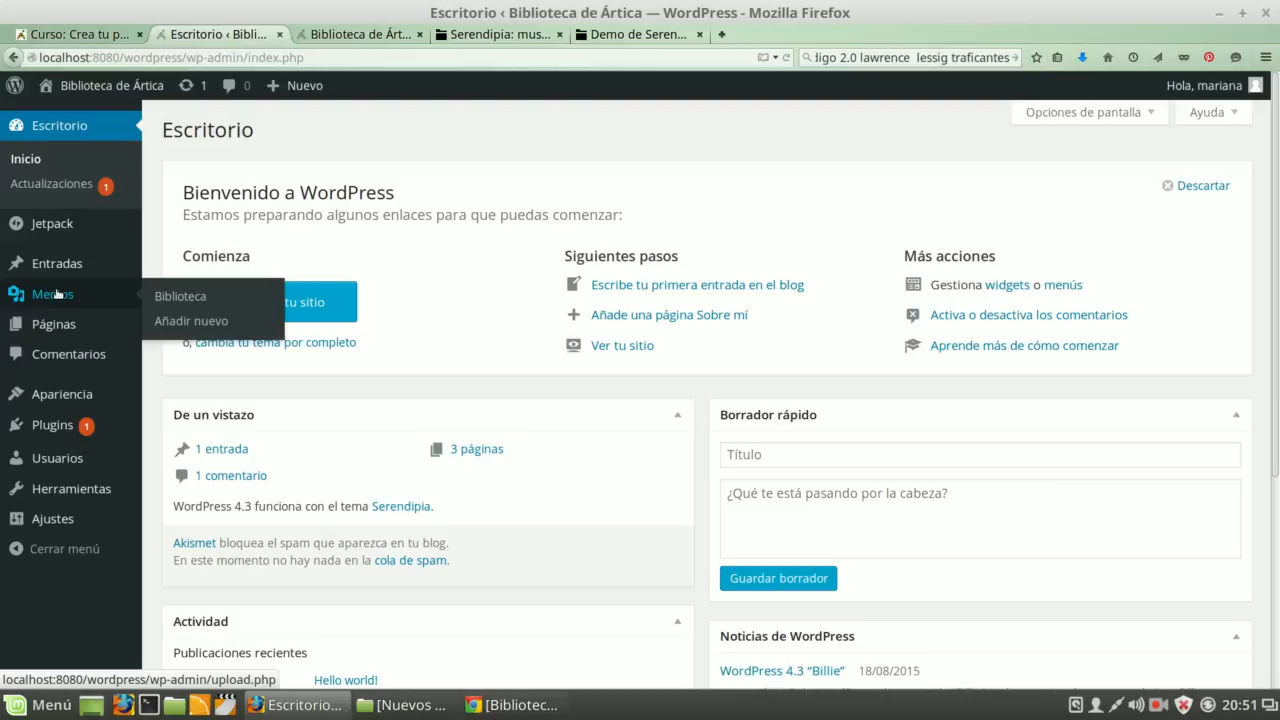 Escritorio ‹ Biblioteca de Ártica — WordPress - Mozilla Firefox
Curso: Crea tu p... × Escritorio ‹ Bibli... × Biblioteca de Árt... × Serendipia: mus... × Demo de Seren... ×
localhost:8080/wordpress/wp-admin/index.php
ligo 2.0 lawrence lessig traficantes
Biblioteca de Ártica 1 0 Nuevo
Hola, mariana
Escritorio
Inicio
Actualizaciones 1
Jetpack
Entradas
Páginas
Comentarios
Apariencia
Plugins 1
Usuarios
Herramientas
Ajustes
Cerrar menú
Biblioteca
Añadir nuevo
Opciones de pantalla
Ayuda
Escritorio
Bienvenido a WordPress
Estamos preparando algunos enlaces para que puedas comenzar:
Descartar
Comienza
tu sitio
o, cambia tu tema por completo
Siguientes pasos
Escribe tu primera entrada en el blog
Añade una página Sobre mí
Ver tu sitio
Más acciones
Gestiona widgets o menús
Activa o desactiva los comentarios
Aprende más de cómo comenzar
De un vistazo
1 entrada
3 páginas
1 comentario
WordPress 4.3 funciona con el tema Serendipia.
Akismet bloquea el spam que aparezca en tu blog.
En este momento no hay nada en la cola de spam.
Actividad
Publicaciones recientes
Hello world!
Borrador rápido
Título
¿Qué te está pasando por la cabeza?
Guardar borrador
Noticias de WordPress
WordPress 4.3 “Billie” 18/08/2015
localhost:8080/wordpress/wp-admin/upload.php
Menú
Escritorio...
[Nuevos ...
[Bibliotec...
20:51